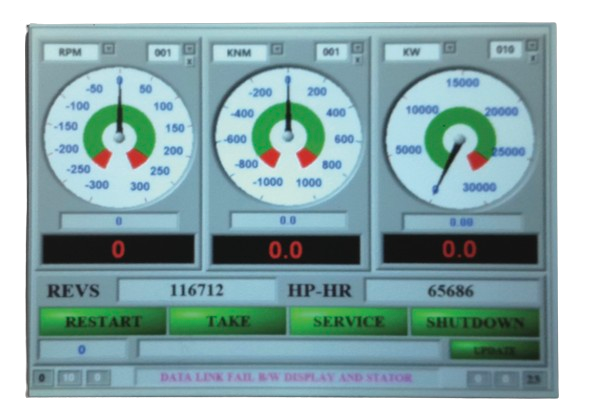 RPM 001 KNM 001 KW 010
x x x
0
-50 50
-100 100
-150 150
-200 200
-250 250
-300 300
0
-200 200
-400 400
-600 600
-800 800
-1000 1000
15000
10000 20000
5000 25000
0 30000
0 0.0 0.00
0 0.0 0.0
REVS 116712 HP-HR 65686
RESTART TAKE SERVICE SHUTDOWN
0 UPDATE
0 10 0 DATA LINK FAIL B/W DISPLAY AND STATOR 0 0 25